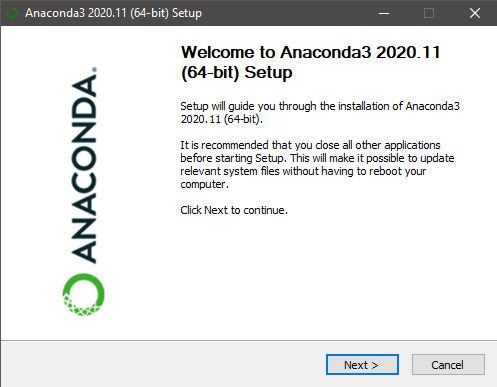 Anaconda3 2020.11 (64-bit) Setup
ANACONDA.
Welcome to Anaconda3 2020.11
(64-bit) Setup
Setup will guide you through the installation of Anaconda3
2020.11 (64-bit).
It is recommended that you close all other applications
before starting Setup. This will make it possible to update
relevant system files without having to reboot your
computer.
Click Next to continue.
Next >
Cancel